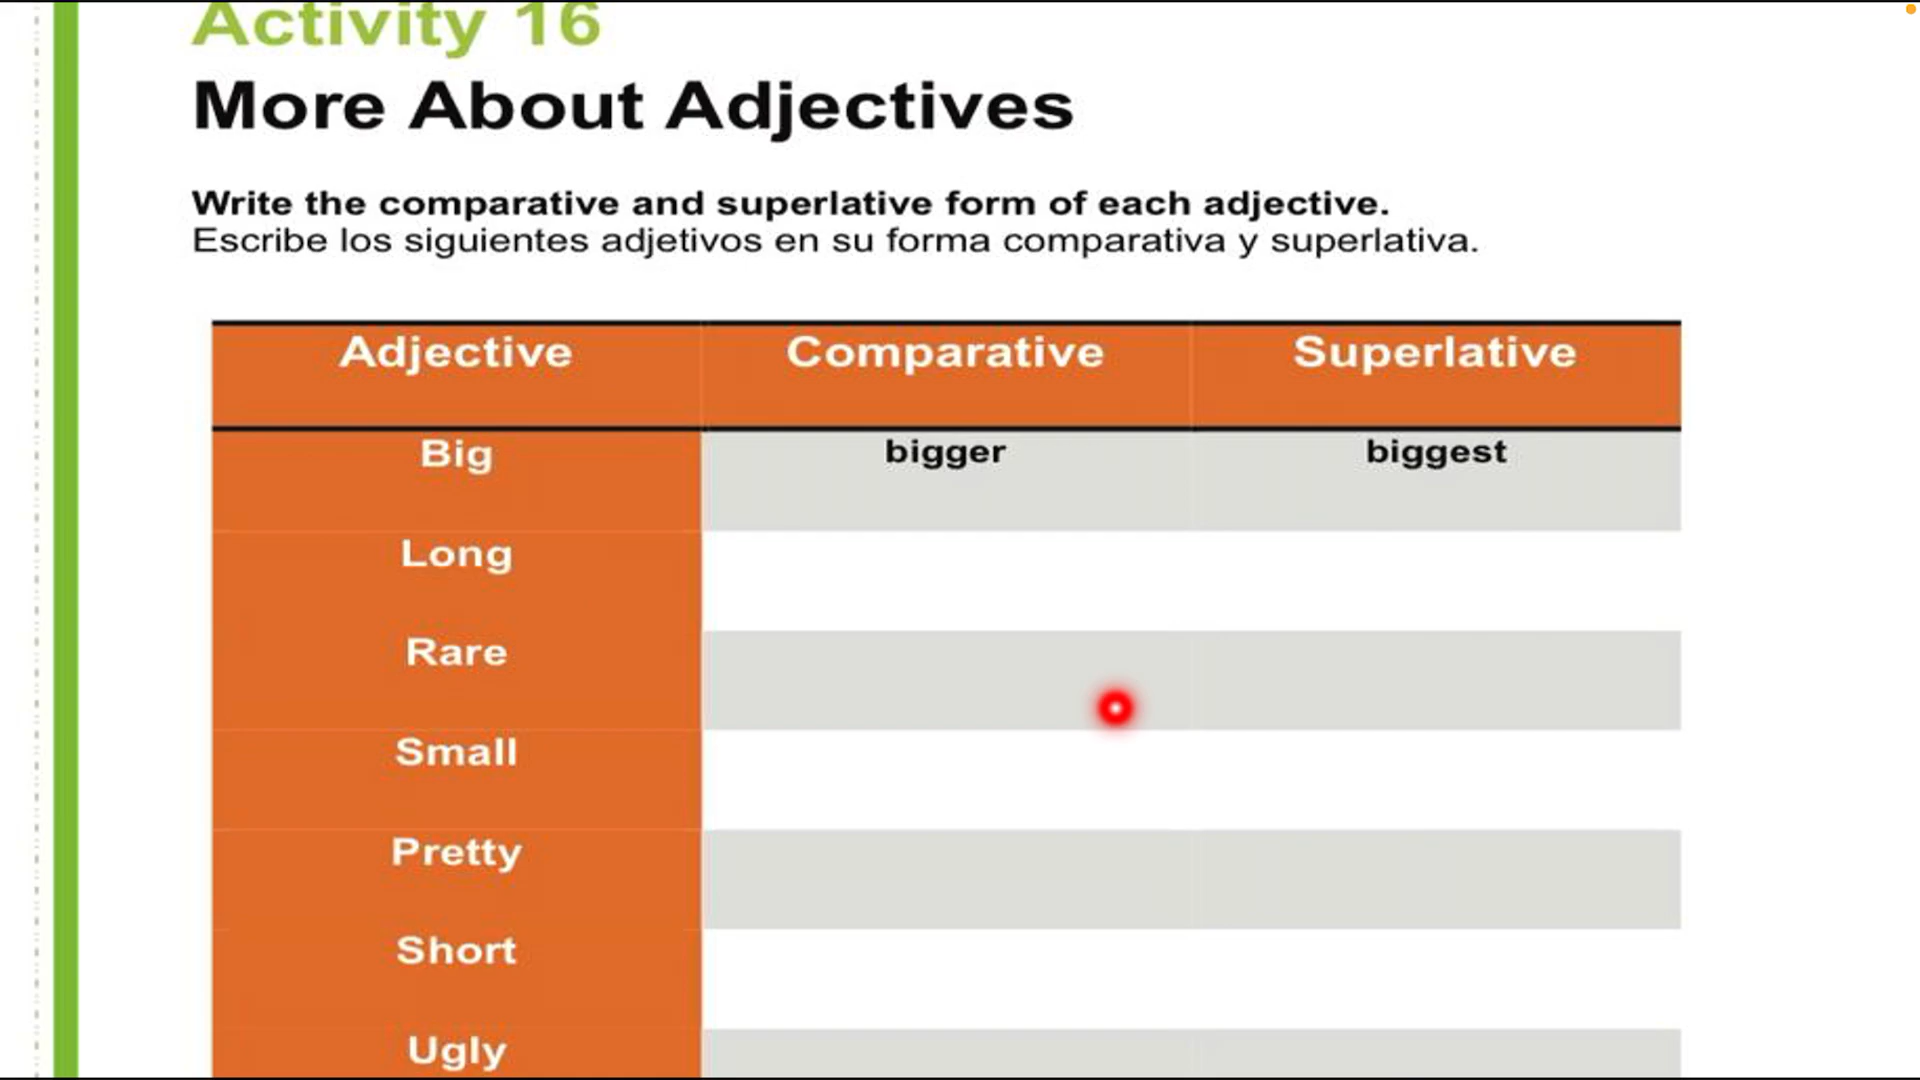 Activity 16
More About Adjectives
Write the comparative and superlative form of each adjective.
Escribe los siguientes adjetivos en su forma comparativa y superlativa.
Adjective Comparative Superlative
Big bigger biggest
Long
Rare
Small
Pretty
Short
Ugly